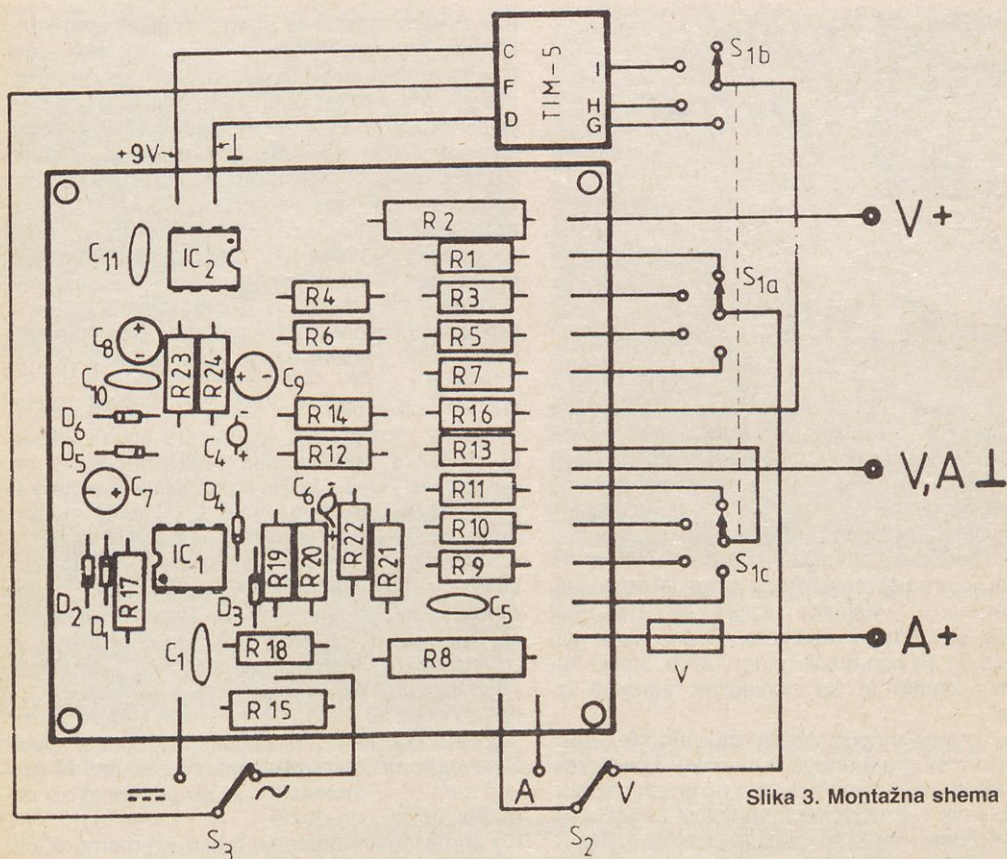 C
F
D
TIM-5
I
H
G
S1b
+9V
⊥
V+
R2
C11
IC2
R1
R4
R3
S1a
R6
R5
C8
+
-
R23
R24
+ -
C9
R7
C10
R14
R16
D6
C4
-
+
R12
R13
V,A⊥
D5
- +
C7
C6
-
+
R11
D4
R10
IC1
R19
R20
R22
R21
R9
S1c
R17
D2
D1
D3
C5
A+
C1
R18
R8
V
R15
A
V
~
S3
S2
Slika 3. Montažna shema